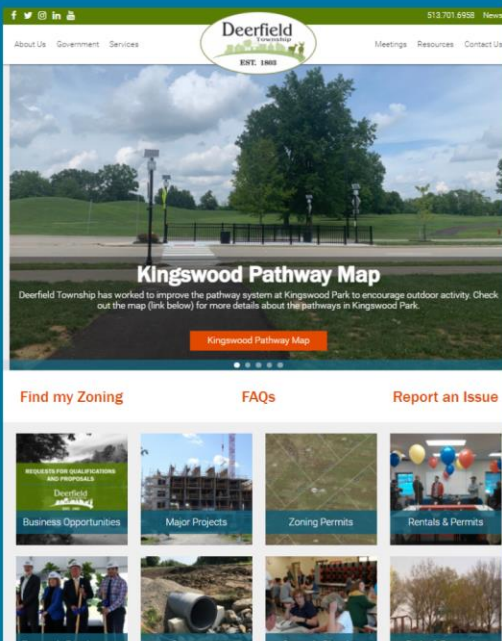 513.701.6958 News
About Us Government Services
Deerfield
Township
EST. 1803
Meetings Resources Contact Us
Kingswood Pathway Map
Deerfield Township has worked to improve the pathway system at Kingswood Park to encourage outdoor activity. Check
out the map (link below) for more details about the pathways in Kingswood Park.
Kingswood Pathway Map
Find my Zoning
FAQs
Report an Issue
REQUESTS FOR QUALIFICATIONS
AND PROPOSALS
Deerfield
Business Opportunities
Major Projects
Zoning Permits
Rentals & Permits